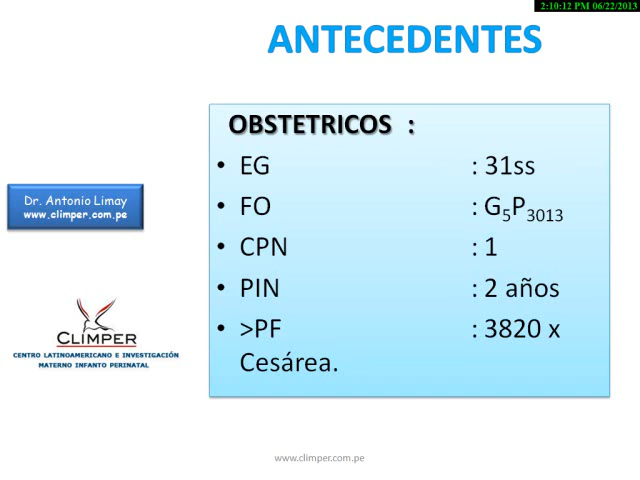 2:10:12 PM 06/22/2013
ANTECEDENTES
OBSTETRICOS :
• EG : 31ss
• FO : G5P3013
• CPN : 1
• PIN : 2 años
• >PF : 3820 x
Cesárea.
Dr. Antonio Limay
www.climper.com.pe
CLIMPER
CENTRO LATINOAMERICANO E INVESTIGACIÓN
MATERNO INFANTO PERINATAL
www.climper.com.pe